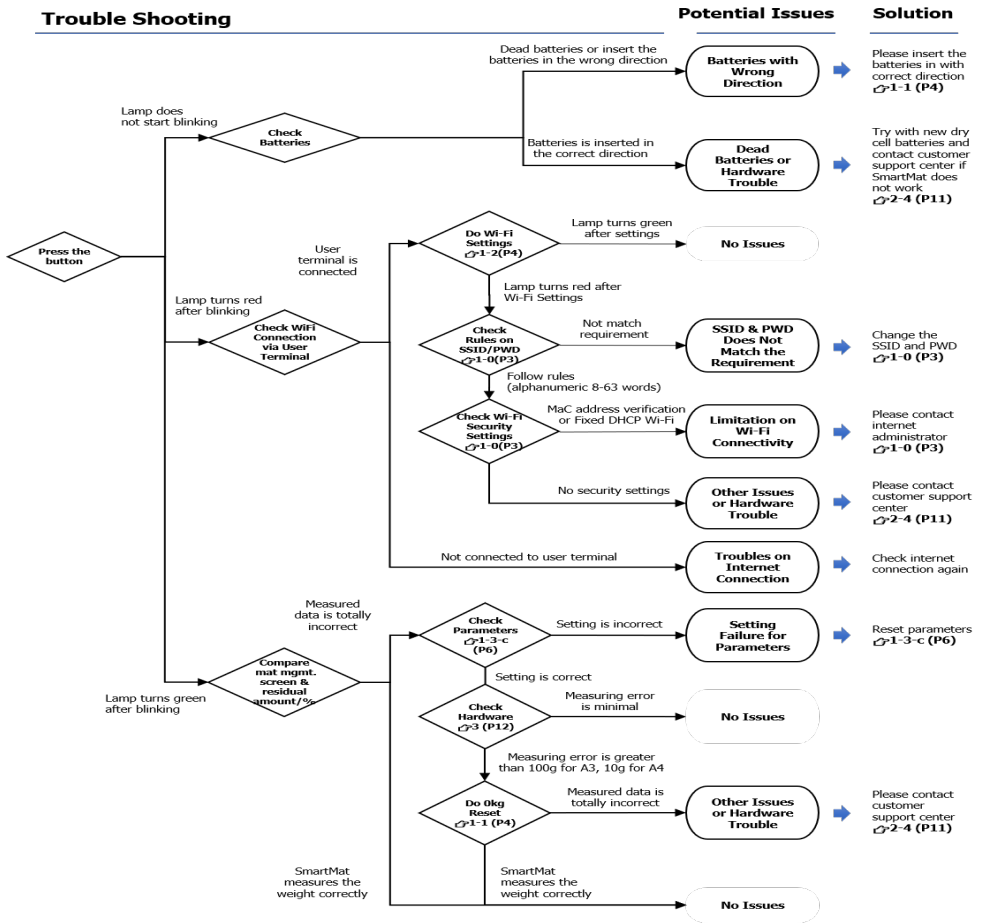 Trouble Shooting
Potential Issues
Solution
Dead batteries or insert the
batteries in the wrong direction
Batteries with
Wrong
Direction
Please insert the
batteries in with
correct direction
1-1 (P4)
Lamp does
not start blinking
Check
Batteries
Batteries is inserted in
the correct direction
Dead
Batteries or
Hardware
Trouble
Try with new dry
cell batteries and
contact customer
support center if
SmartMat does
not work
2-4 (P11)
Press the
button
User
terminal is
connected
Do Wi-Fi
Settings
1-2(P4)
Lamp turns green
after settings
No Issues
Lamp turns red after
Wi-Fi Settings
Lamp turns red
after blinking
Check WiFi
Connection
via User
Terminal
Check
Rules on
SSID/PWD
1-0(P3)
Not match
requirement
SSID & PWD
Does Not
Match the
Requirement
Change the
SSID and PWD
1-0 (P3)
Follow rules
(alphanumeric 8-63 words)
Check Wi-Fi
Security
Settings
1-0(P3)
MaC address verification
or Fixed DHCP Wi-Fi
Limitation on
Wi-Fi
Connectivity
Please contact
internet
administrator
1-0 (P3)
No security settings
Other Issues
or Hardware
Trouble
Please contact
customer support
center
2-4 (P11)
Not connected to user terminal
Troubles on
Internet
Connection
Check internet
connection again
Measured
data is totally
incorrect
Check
Parameters
1-3-c
(P6)
Setting is incorrect
Setting
Failure for
Parameters
Reset parameters
1-3-c (P6)
Lamp turns green
after blinking
Compare
mat mgmt.
screen &
residual
amount/%
Setting is correct
Check
Hardware
3 (P12)
Measuring error
is minimal
No Issues
Measuring error is greater
than 100g for A3, 10g for A4
Do 0kg
Reset
1-1 (P4)
Measured data is
totally incorrect
Other Issues
or Hardware
Trouble
Please contact
customer
support center
2-4 (P11)
SmartMat
measures the
weight correctly
SmartMat
measures the
weight correctly
No Issues